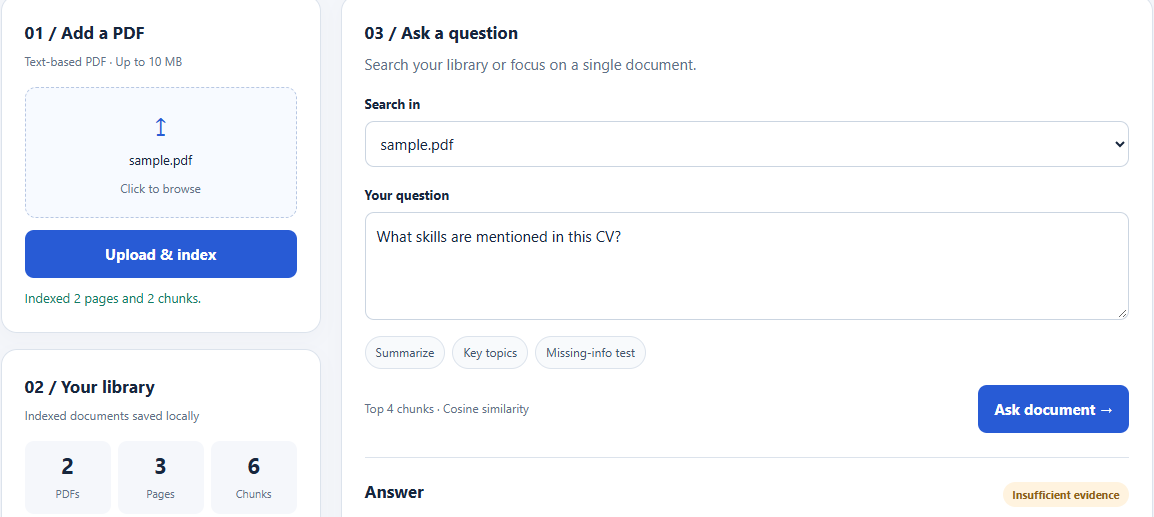 01 / Add a PDF
Text-based PDF · Up to 10 MB
↥
sample.pdf
Click to browse
Upload & index
Indexed 2 pages and 2 chunks.
02 / Your library
Indexed documents saved locally
2
PDFs
3
Pages
6
Chunks
03 / Ask a question
Search your library or focus on a single document.
Search in
sample.pdf
Your question
What skills are mentioned in this CV?
Summarize
Key topics
Missing-info test
Top 4 chunks · Cosine similarity
Ask document →
Answer
Insufficient evidence